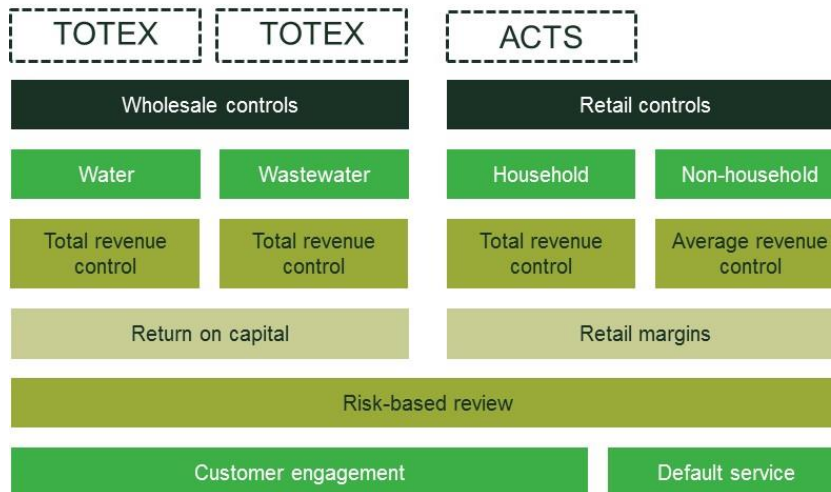 TOTEX
TOTEX
ACTS
Wholesale controls
Retail controls
Water
Wastewater
Household
Non-household
Total revenue
control
Total revenue
control
Total revenue
control
Average revenue
control
Return on capital
Retail margins
Risk-based review
Customer engagement
Default service